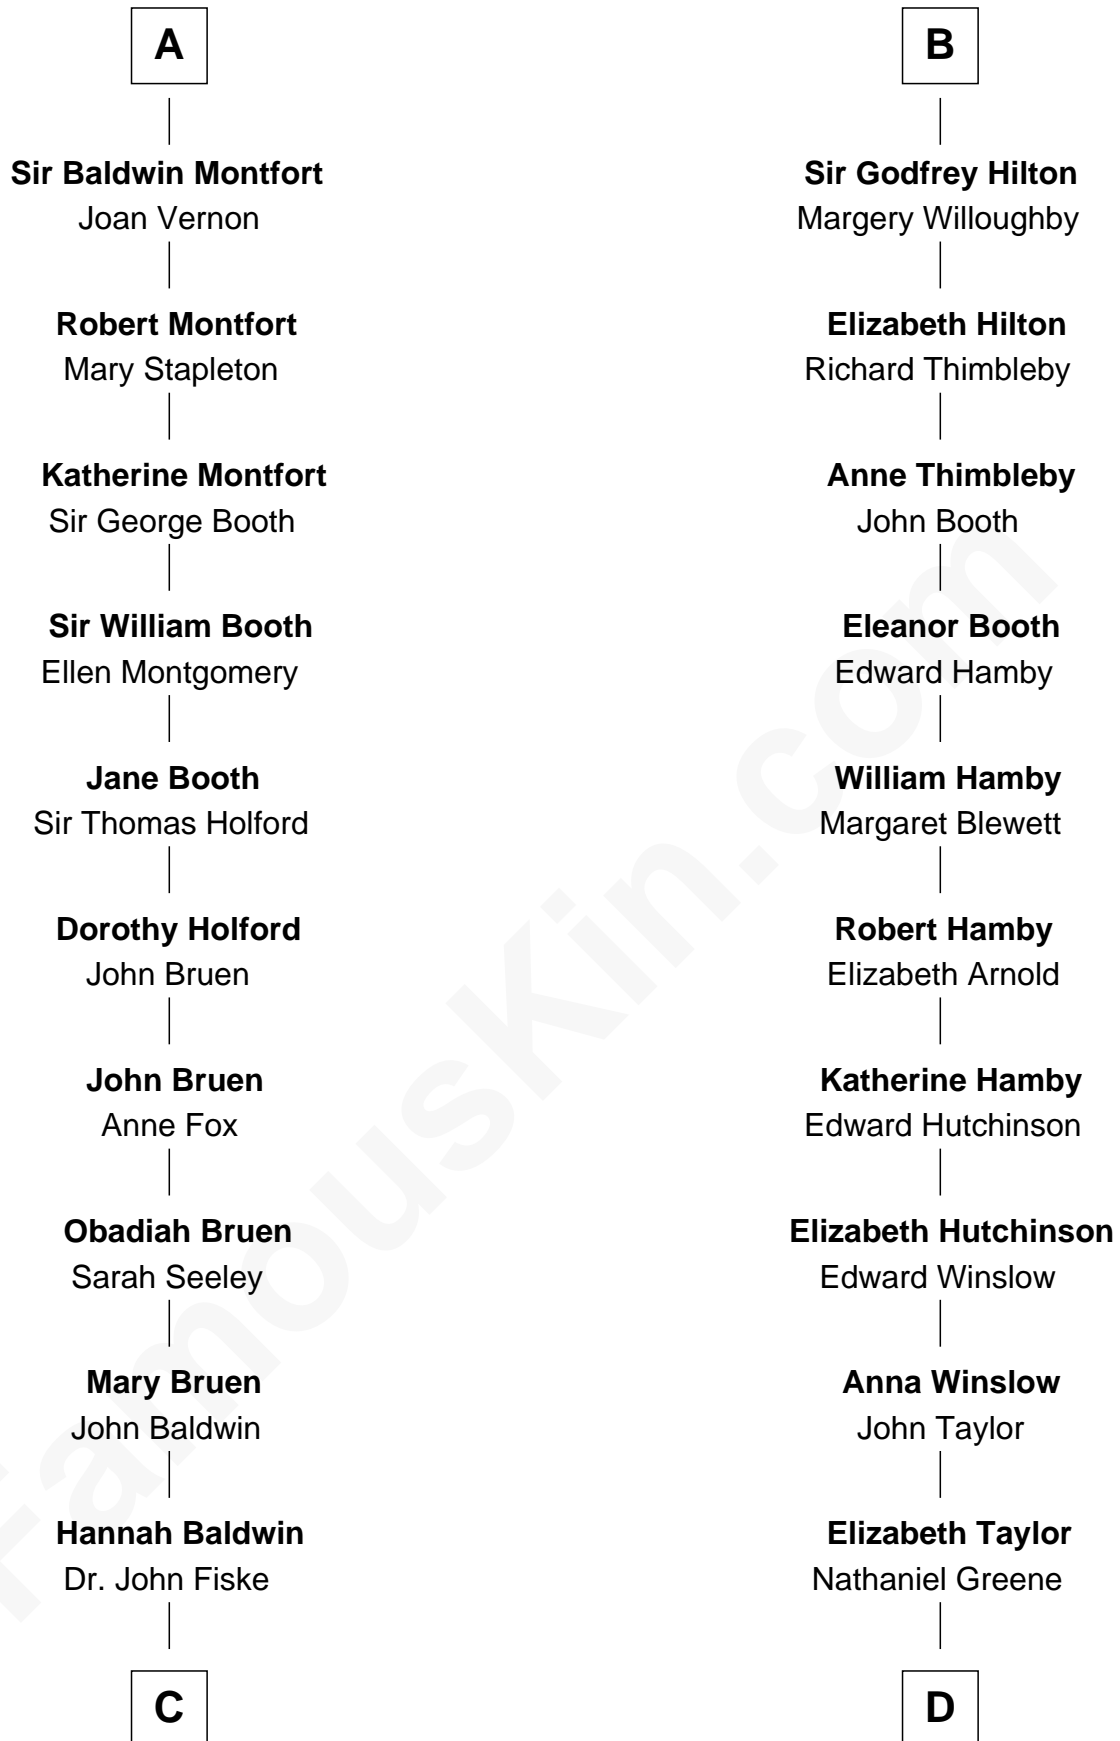 A
Sir Baldwin Montfort
Joan Vernon
Robert Montfort
Mary Stapleton
Katherine Montfort
Sir George Booth
Sir William Booth
Ellen Montgomery
Jane Booth
Sir Thomas Holford
Dorothy Holford
John Bruen
John Bruen
Anne Fox
Obadiah Bruen
Sarah Seeley
Mary Bruen
John Baldwin
Hannah Baldwin
Dr. John Fiske
C
B
Sir Godfrey Hilton
Margery Willoughby
Elizabeth Hilton
Richard Thimbleby
Anne Thimbleby
John Booth
Eleanor Booth
Edward Hamby
William Hamby
Margaret Blewett
Robert Hamby
Elizabeth Arnold
Katherine Hamby
Edward Hutchinson
Elizabeth Hutchinson
Edward Winslow
Anna Winslow
John Taylor
Elizabeth Taylor
Nathaniel Greene
D
FamousKin.com